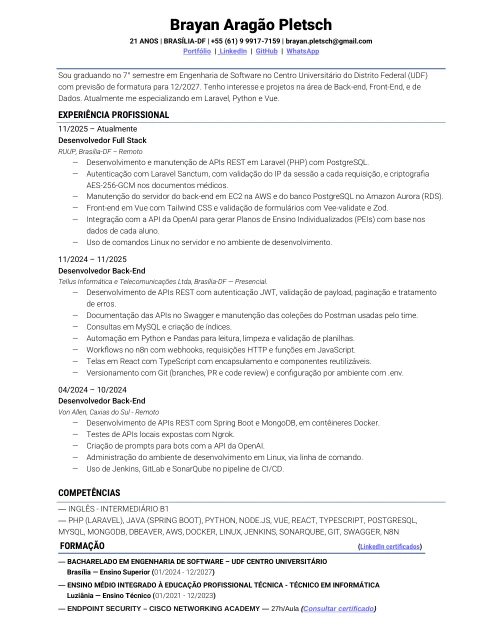 Brayan Aragão Pletsch
21 ANOS | BRASÍLIA-DF | +55 (61) 9 9917-7159 | brayan.pletsch@gmail.com
Portfólio | LinkedIn | GitHub | WhatsApp
Sou graduando no 7° semestre em Engenharia de Software no Centro Universitário do Distrito Federal (UDF)
com previsão de formatura para 12/2027. Tenho interesse e projetos na área de Back-end, Front-End, e de
Dados. Atualmente me especializando em Laravel, Python e Vue.
EXPERIÊNCIA PROFISSIONAL
11/2025 – Atualmente
Desenvolvedor Full Stack
RUUP, Brasília-DF – Remoto
— Desenvolvimento e manutenção de APIs REST em Laravel (PHP) com PostgreSQL.
— Autenticação com Laravel Sanctum, com validação do IP da sessão a cada requisição, e criptografia
AES-256-GCM nos documentos médicos.
— Manutenção do servidor do back-end em EC2 na AWS e do banco PostgreSQL no Amazon Aurora (RDS).
— Front-end em Vue com Tailwind CSS e validação de formulários com Vee-validate e Zod.
— Integração com a API da OpenAI para gerar Planos de Ensino Individualizados (PEIs) com base nos
dados de cada aluno.
— Uso de comandos Linux no servidor e no ambiente de desenvolvimento.
11/2024 – 11/2025
Desenvolvedor Back-End
Tellus Informática e Telecomunicações Ltda, Brasília-DF — Presencial.
— Desenvolvimento de APIs REST com autenticação JWT, validação de payload, paginação e tratamento
de erros.
— Documentação das APIs no Swagger e manutenção das coleções do Postman usadas pelo time.
— Consultas em MySQL e criação de índices.
— Automação em Python e Pandas para leitura, limpeza e validação de planilhas.
— Workflows no n8n com webhooks, requisições HTTP e funções em JavaScript.
— Telas em React com TypeScript com encapsulamento e componentes reutilizáveis.
— Versionamento com Git (branches, PR e code review) e configuração por ambiente com .env.
04/2024 – 10/2024
Desenvolvedor Back-End
Von Allen, Caxias do Sul - Remoto
— Desenvolvimento de APIs REST com Spring Boot e MongoDB, em contêineres Docker.
— Testes de APIs locais expostas com Ngrok.
— Criação de prompts para bots com a API da OpenAI.
— Administração do ambiente de desenvolvimento em Linux, via linha de comando.
— Uso de Jenkins, GitLab e SonarQube no pipeline de CI/CD.
COMPETÊNCIAS
— INGLÊS - INTERMEDIÁRIO B1
— PHP (LARAVEL), JAVA (SPRING BOOT), PYTHON, NODE.JS, VUE, REACT, TYPESCRIPT, POSTGRESQL,
MYSQL, MONGODB, DBEAVER, AWS, DOCKER, LINUX, JENKINS, SONARQUBE, GIT, SWAGGER, N8N
FORMAÇÃO (LinkedIn certificados)
— BACHARELADO EM ENGENHARIA DE SOFTWARE – UDF CENTRO UNIVERSITÁRIO
Brasília — Ensino Superior (01/2024 - 12/2027)
— ENSINO MÉDIO INTEGRADO À EDUCAÇÃO PROFISSIONAL TÉCNICA - TÉCNICO EM INFORMÁTICA
Luziânia — Ensino Técnico (01/2021 - 12/2023)
— ENDPOINT SECURITY – CISCO NETWORKING ACADEMY — 27h/Aula (Consultar certificado)